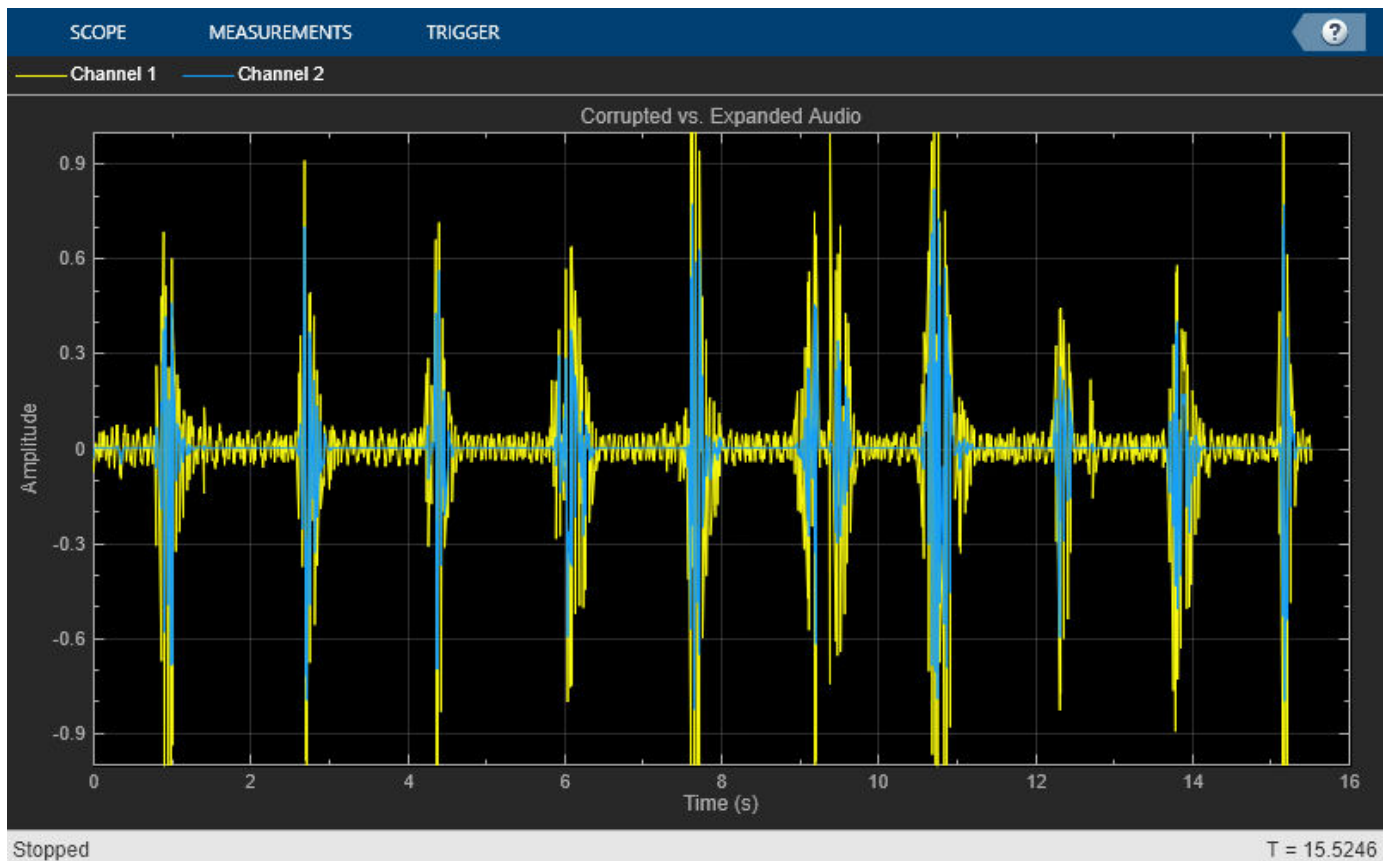 SCOPE MEASUREMENTS TRIGGER ?
Channel 1 Channel 2
Corrupted vs. Expanded Audio
0.9
0.6
0.3
0
-0.3
-0.6
-0.9
Amplitude
0 2 4 6 8 10 12 14 16
Time (s)
Stopped T = 15.5246